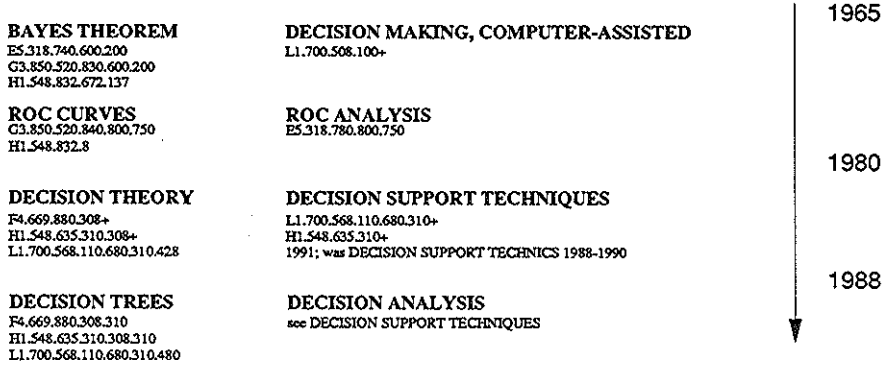 1965
BAYES THEOREM
E5.318.740.600.200
G3.850.520.830.600.200
H1.548.832.672.137
DECISION MAKING, COMPUTER-ASSISTED
L1.700.508.100+
ROC CURVES
G3.850.520.840.800.750
H1.548.832.8
ROC ANALYSIS
E5.318.780.800.750
1980
DECISION THEORY
F4.669.880.308+
H1.548.635.310.308+
L1.700.568.110.680.310.428
DECISION SUPPORT TECHNIQUES
L1.700.568.110.680.310+
H1.548.635.310+
1991; was DECISION SUPPORT TECHNICS 1988-1990
1988
DECISION TREES
F4.669.880.308.310
H1.548.635.310.308.310
L1.700.568.110.680.310.480
DECISION ANALYSIS
see DECISION SUPPORT TECHNIQUES